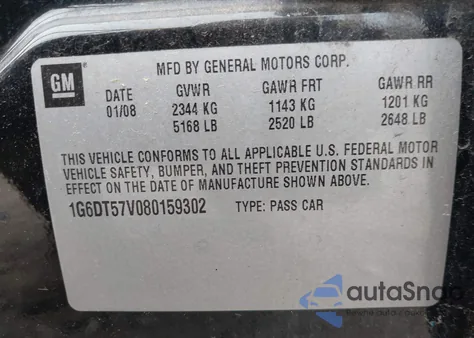 GM
MFD BY GENERAL MOTORS CORP.
DATE GVWR GAWR FRT GAWR RR
01/08 2344 KG 1143 KG 1201 KG
5168 LB 2520 LB 2648 LB
THIS VEHICLE CONFORMS TO ALL APPLICABLE U.S. FEDERAL MOTOR
VEHICLE SAFETY, BUMPER, AND THEFT PREVENTION STANDARDS IN
EFFECT ON THE DATE OF MANUFACTURE SHOWN ABOVE.
1G6DT57V080159302 TYPE: PASS CAR
autaSnap